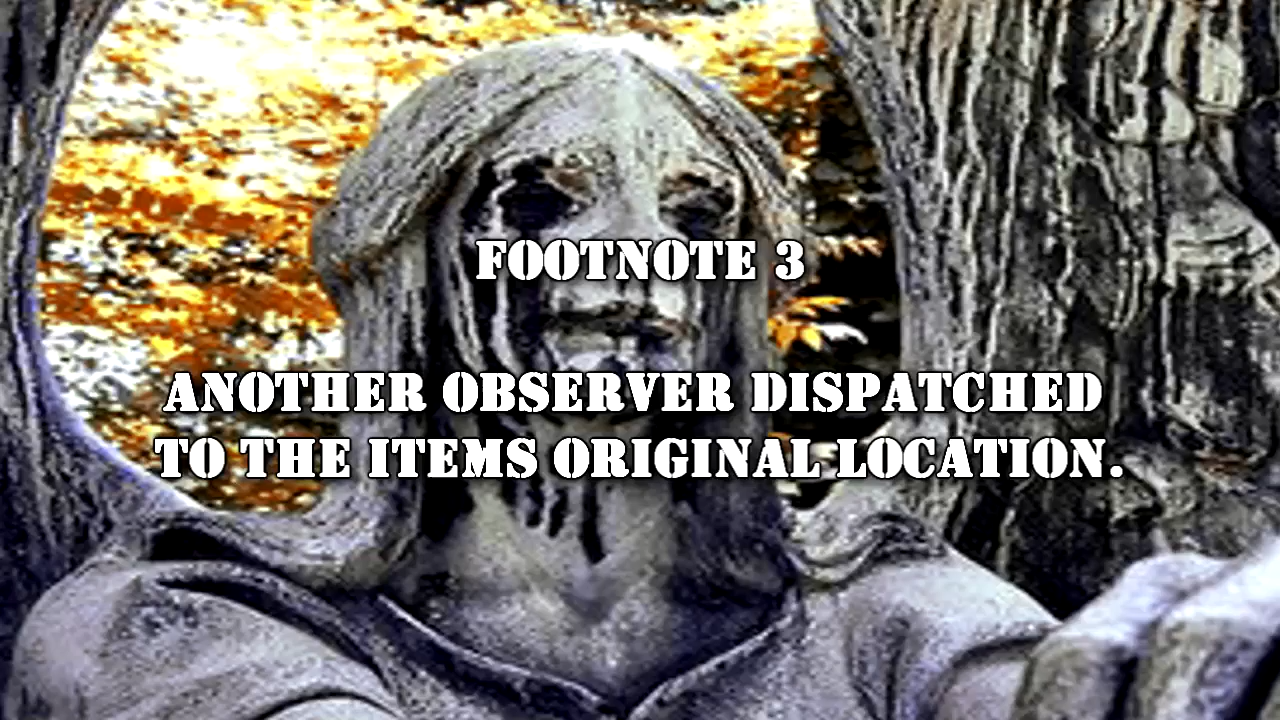 FOOTNOTE 3
ANOTHER OBSERVER DISPATCHED
TO THE ITEMS ORIGINAL LOCATION.